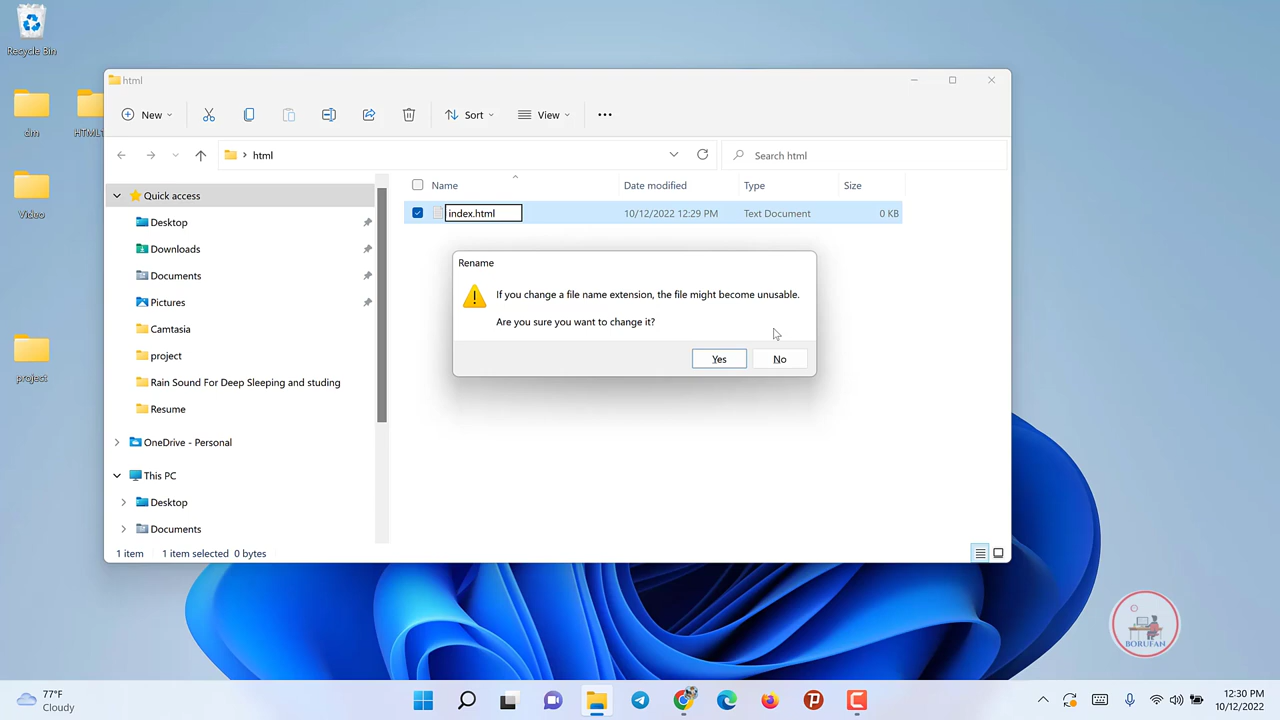 Recycle Bin
dm
HTML
Video
project
html
New
Sort
View
html
Search html
Name
Date modified
Type
Size
index.html
10/12/2022 12:29 PM
Text Document
0 KB
Quick access
Desktop
Downloads
Documents
Pictures
Camtasia
project
Rain Sound For Deep Sleeping and studing
Resume
OneDrive - Personal
This PC
Desktop
Documents
Rename
If you change a file name extension, the file might become unusable.
Are you sure you want to change it?
Yes
No
1 item
1 item selected 0 bytes
BORUFAN
77°F
Cloudy
12:30 PM
10/12/2022